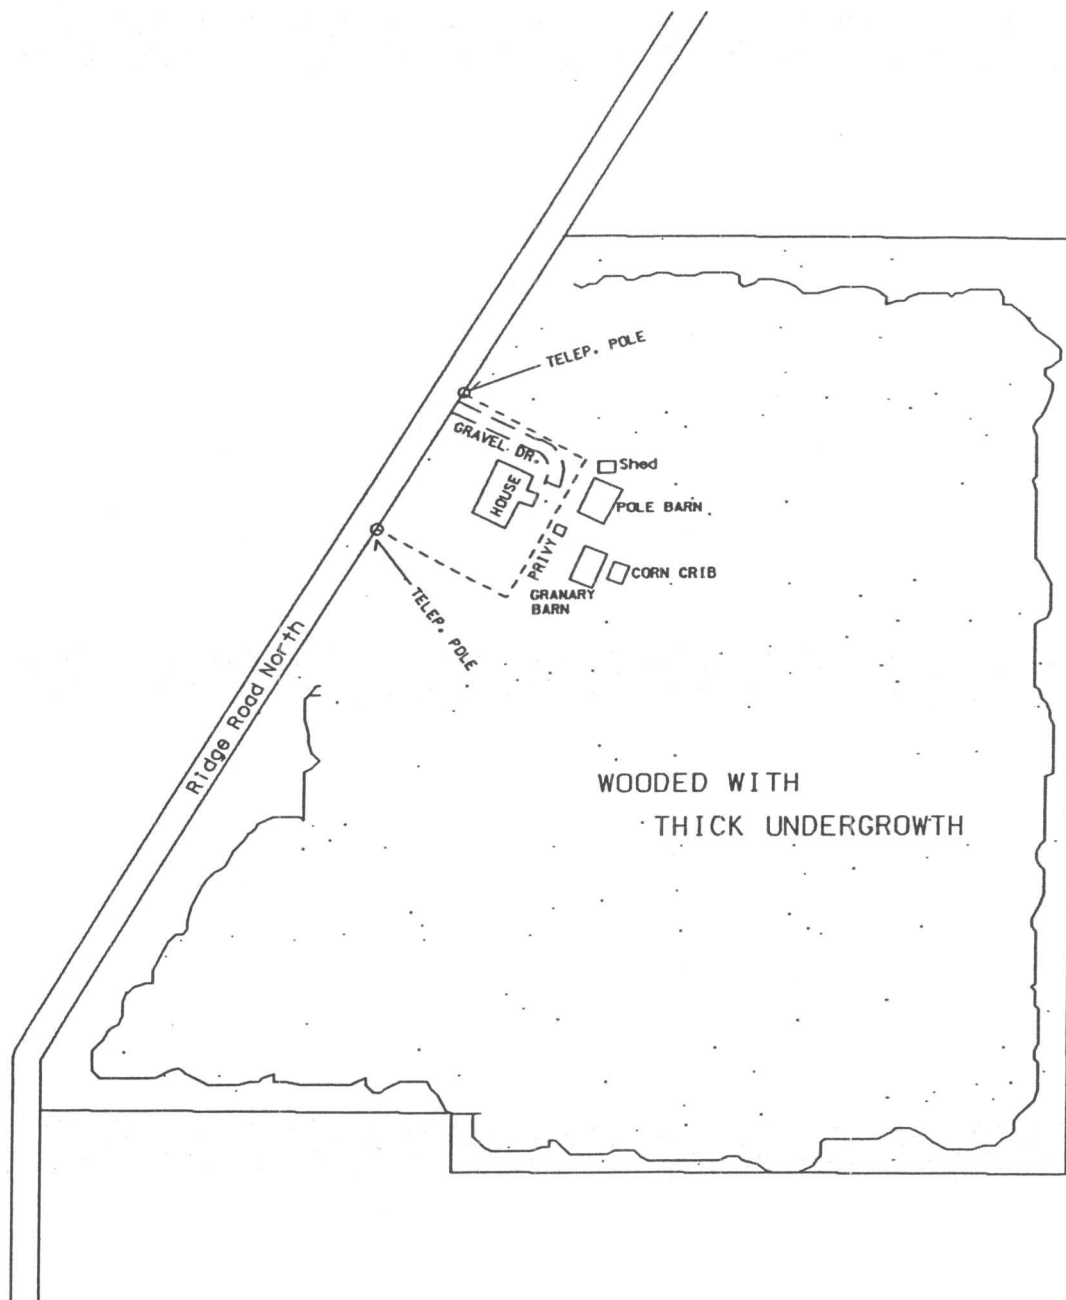 TELEP. POLE
GRAVEL DR.
Shed
HOUSE
POLE BARN
PRIVY
CORN CRIB
GRANARY
BARN
TELEP. POLE
Ridge Road North
WOODED WITH
THICK UNDERGROWTH